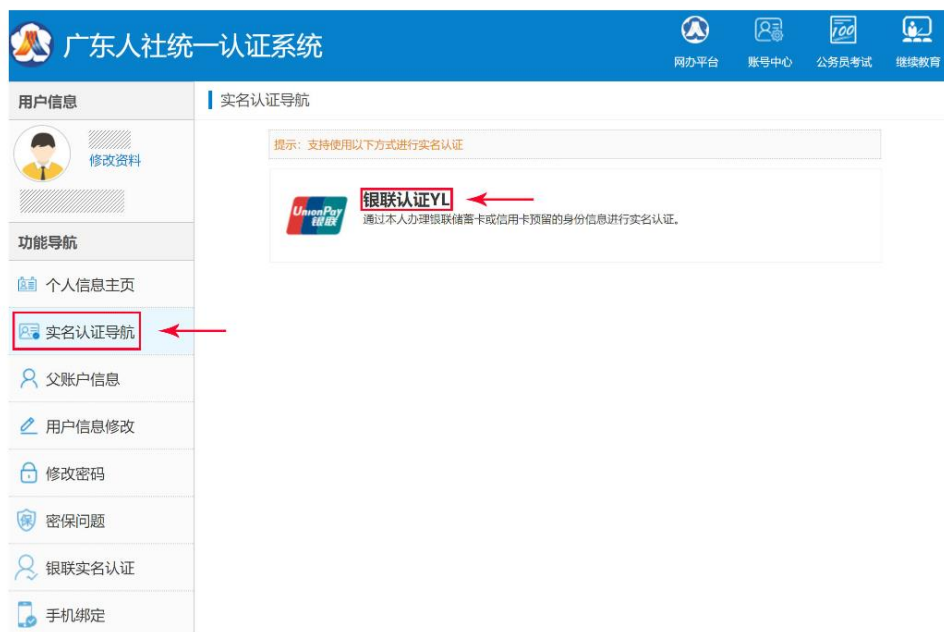 广东人社统一认证系统
网办平台
账号中心
100
公务员考试
继续教育
用户信息
修改资料
功能导航
个人信息主页
实名认证导航
父账户信息
用户信息修改
修改密码
保
密保问题
银联实名认证
手机绑定
实名认证导航
提示：支持使用以下方式进行实名认证
UnionPay
银联
银联认证YL
通过本人办理银联储蓄卡或信用卡预留的身份信息进行实名认证。